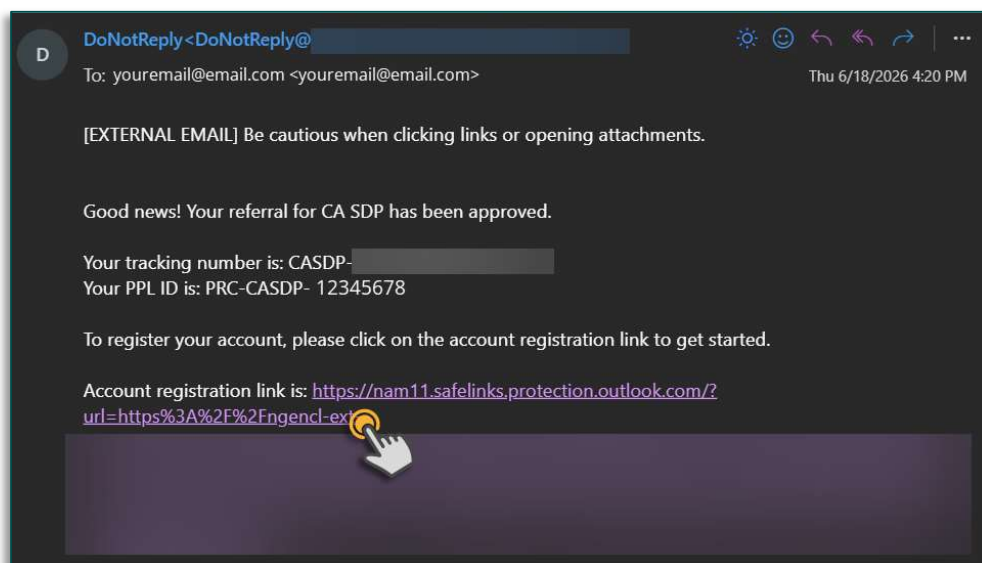 D
DoNotReply<DoNotReply@
To: youremail@email.com <youremail@email.com>
Thu 6/18/2026 4:20 PM
[EXTERNAL EMAIL] Be cautious when clicking links or opening attachments.
Good news! Your referral for CA SDP has been approved.
Your tracking number is: CASDP-
Your PPL ID is: PRC-CASDP- 12345678
To register your account, please click on the account registration link to get started.
Account registration link is: https://nam11.safelinks.protection.outlook.com/?
url=https%3A%2F%2Fngencl-ext